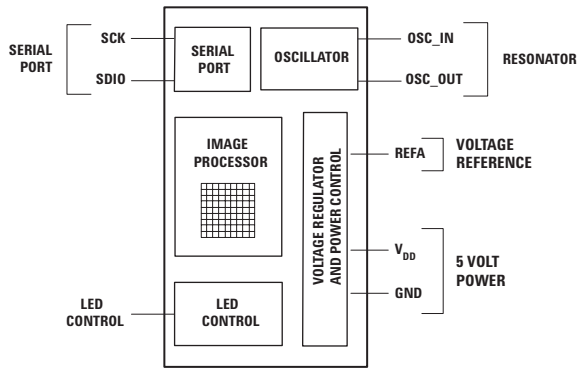 SERIAL
PORT
SCK
SDIO
SERIAL
PORT
OSCILLATOR
OSC_IN
OSC_OUT
RESONATOR
IMAGE
PROCESSOR
VOLTAGE REGULATOR
AND POWER CONTROL
REFA
VOLTAGE
REFERENCE
VDD
GND
5 VOLT
POWER
LED
CONTROL
LED
CONTROL